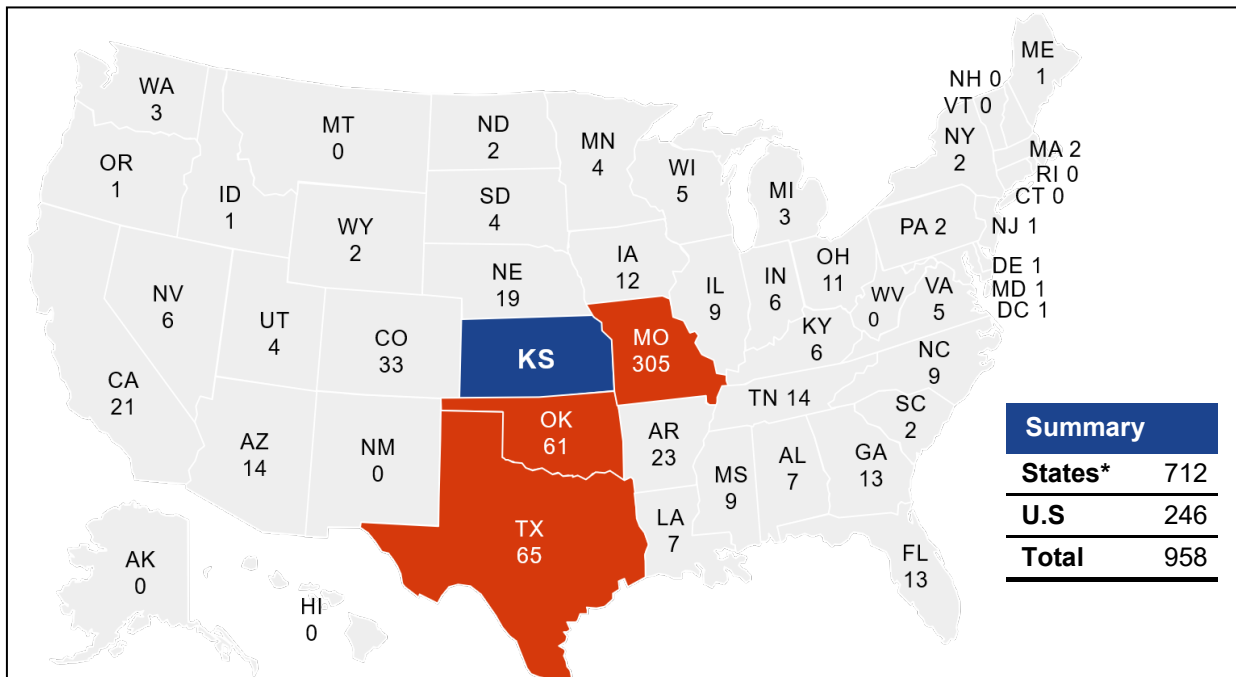 WA
3
OR
1
CA
21
NV
6
ID
1
MT
0
WY
2
UT
4
AZ
14
CO
33
NM
0
ND
2
SD
4
NE
19
KS
OK
61
TX
65
MN
4
IA
12
MO
305
AR
23
LA
7
WI
5
IL
9
MI
3
IN
6
OH
11
KY
6
TN 14
MS
9
AL
7
GA
13
FL
13
SC
2
NC
9
VA
5
WV
0
PA 2
NY
2
VT 0
NH 0
ME
1
MA 2
RI 0
CT 0
NJ 1
DE 1
MD 1
DC 1
AK
0
HI
0
Summary
States* 712
U.S 246
Total 958